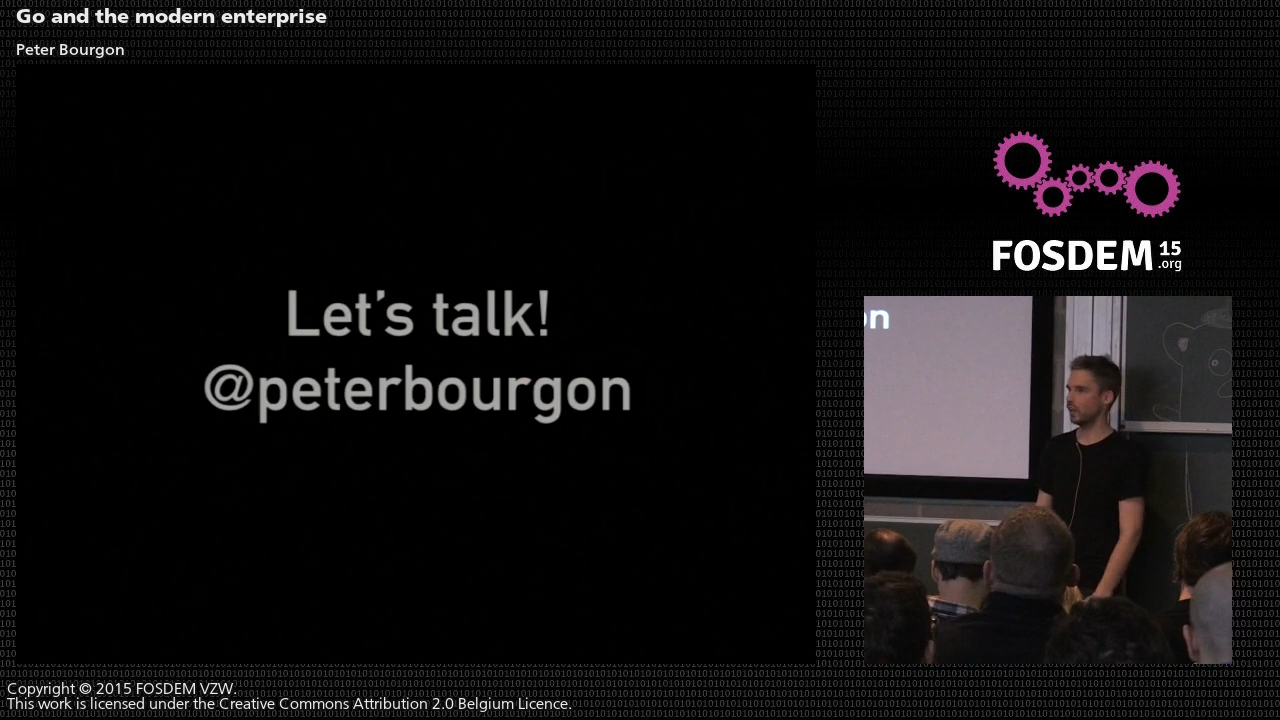 Go and the modern enterprise
Peter Bourgon
Let's talk!
@peterbourgon
FOSDEM 15
.org
on
Copyright © 2015 FOSDEM VZW.
This work is licensed under the Creative Commons Attribution 2.0 Belgium Licence.